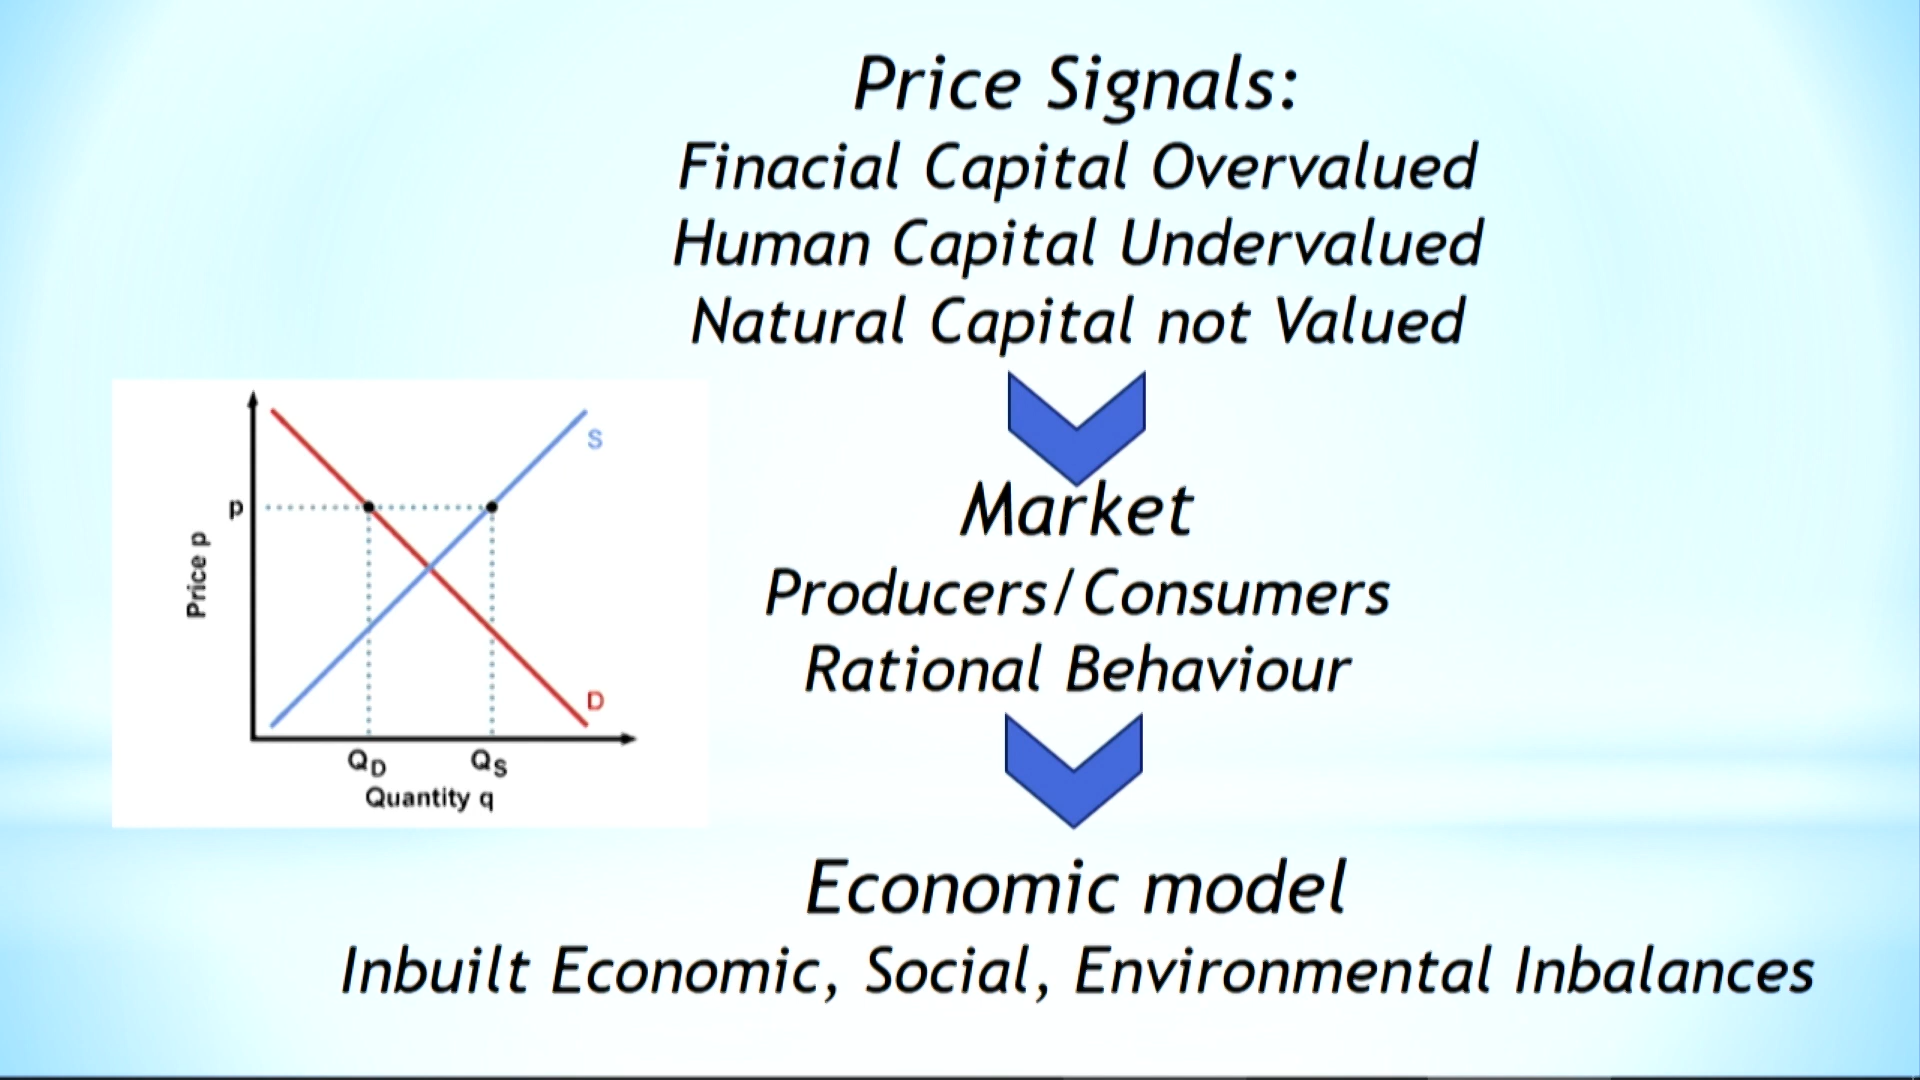 Price Signals:
Finacial Capital Overvalued
Human Capital Undervalued
Natural Capital not Valued
Market
Producers/Consumers
Rational Behaviour
Economic model
Inbuilt Economic, Social, Environmental Inbalances
S
p
Price p
D
QD QS
Quantity q